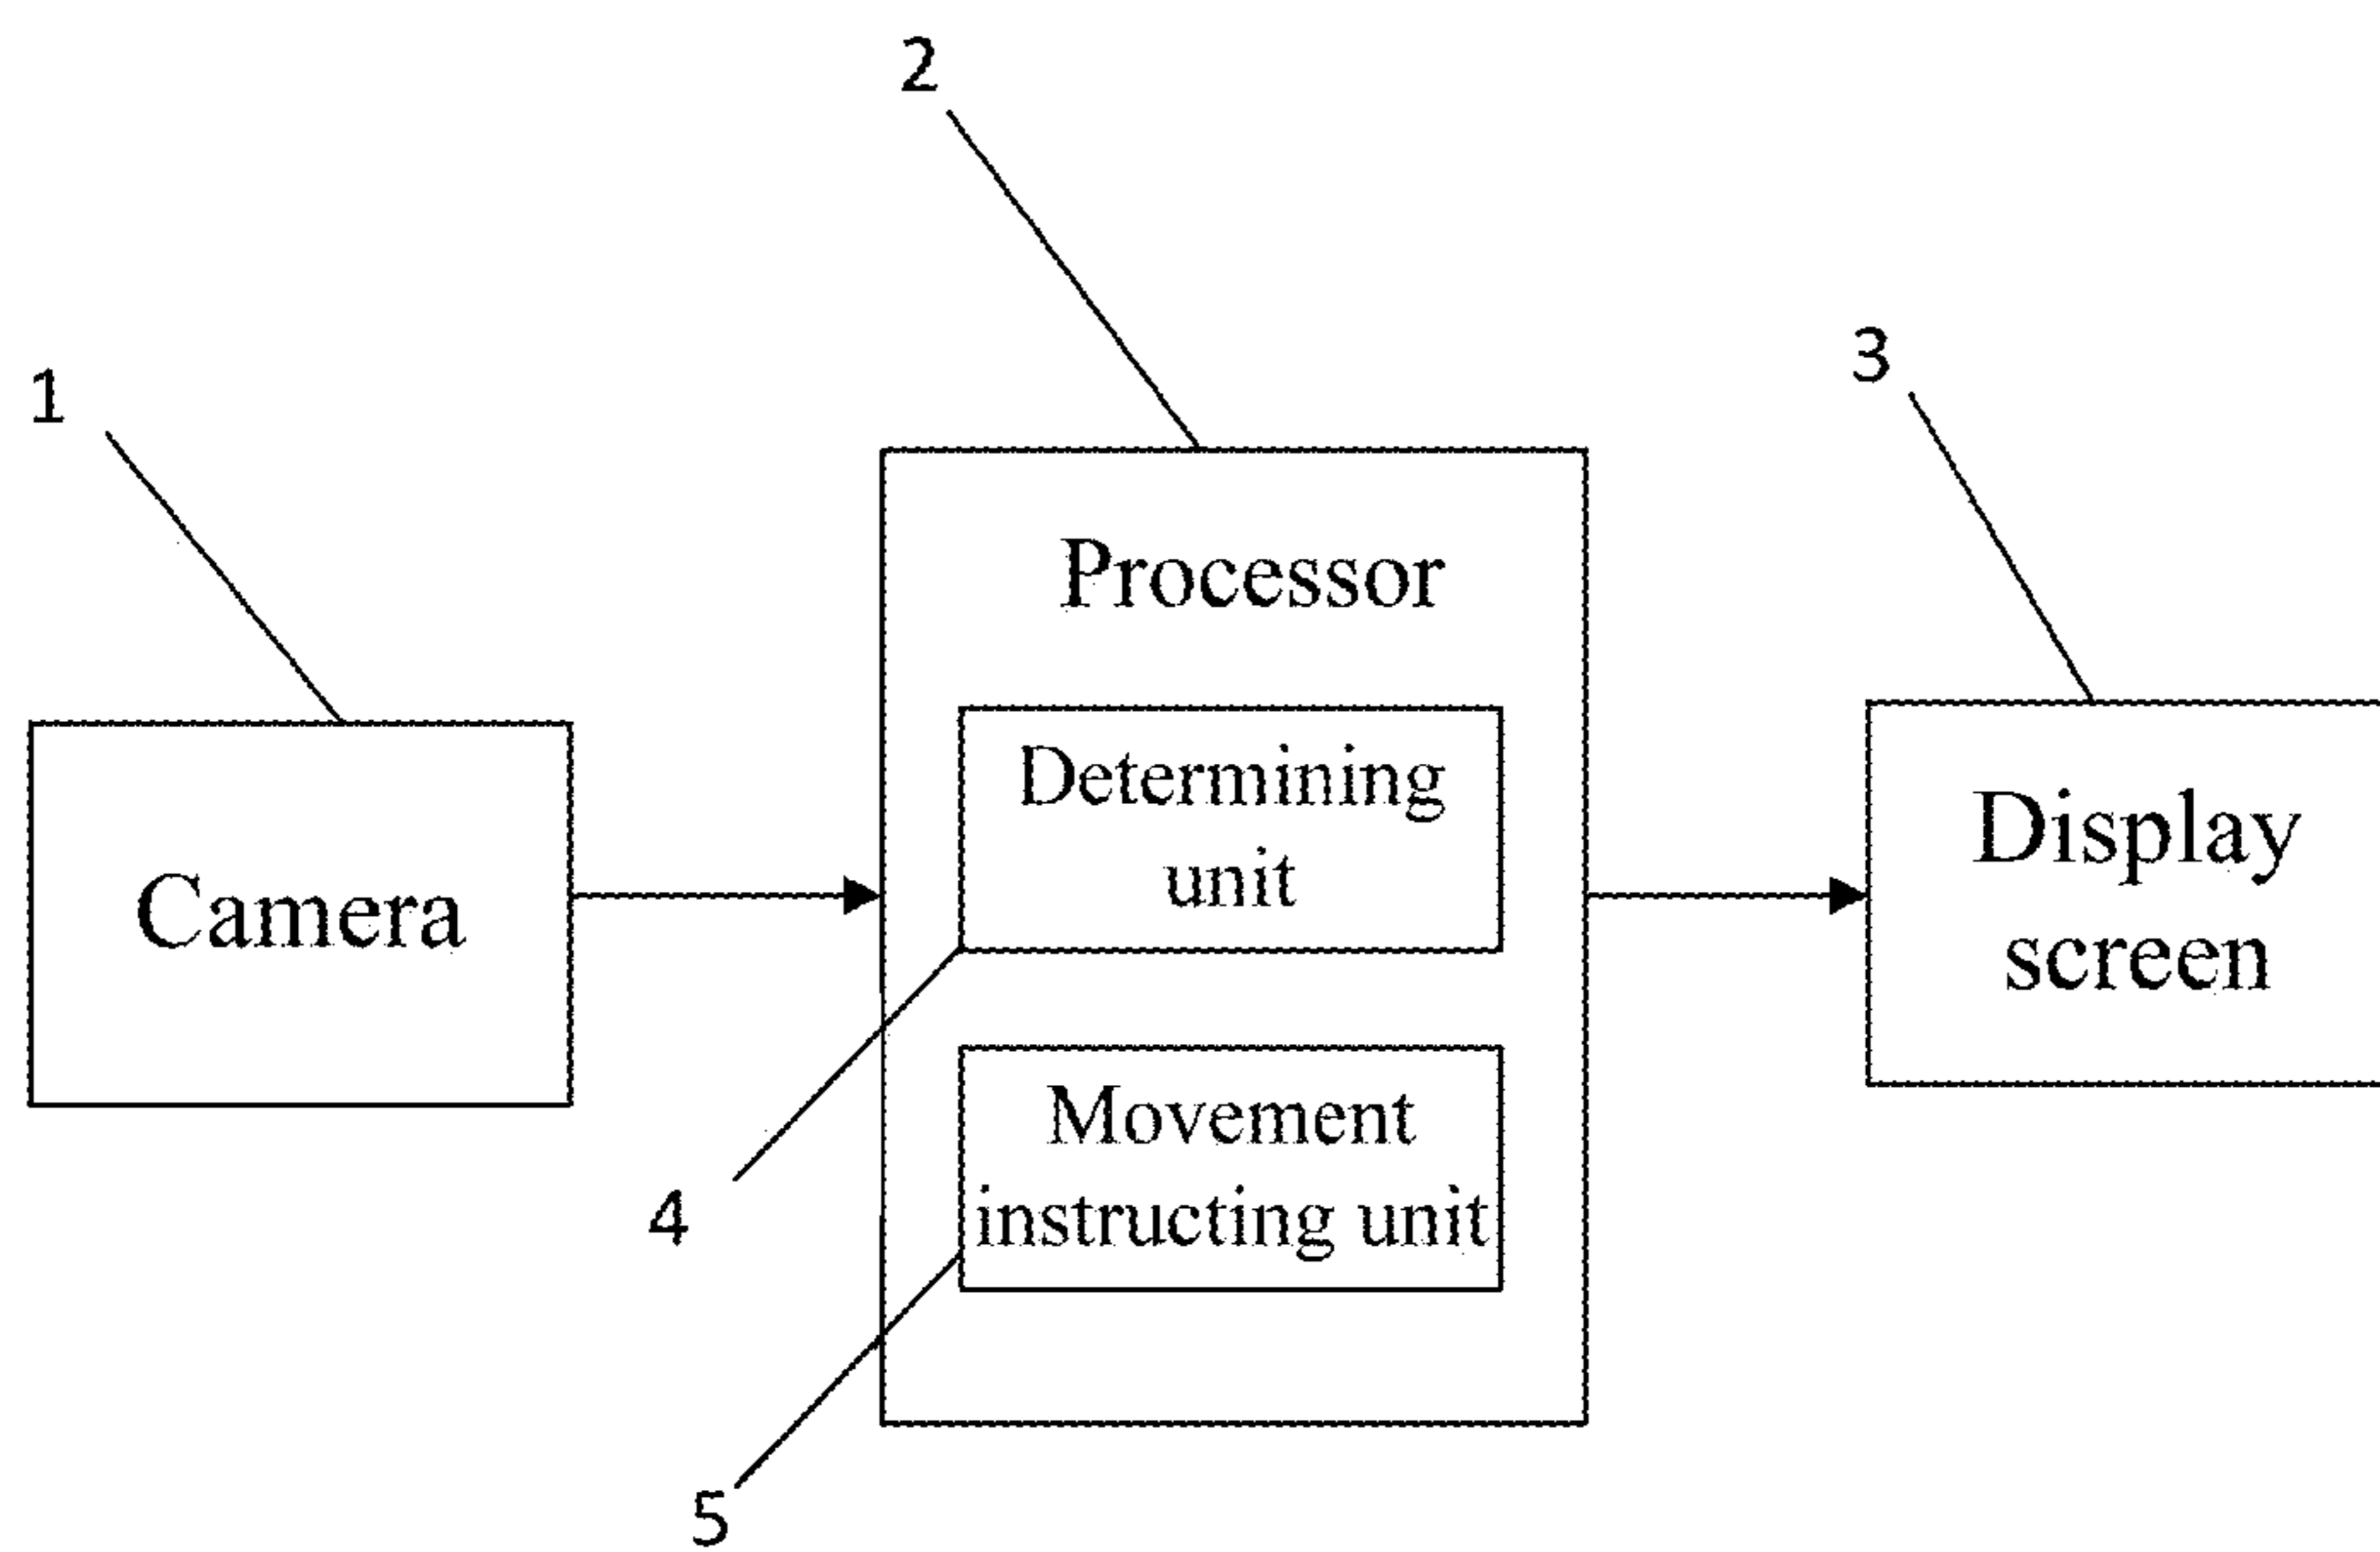 2
3
1
Processor
Determining
unit
Camera
Display
screen
Movement
instructing unit
4
5